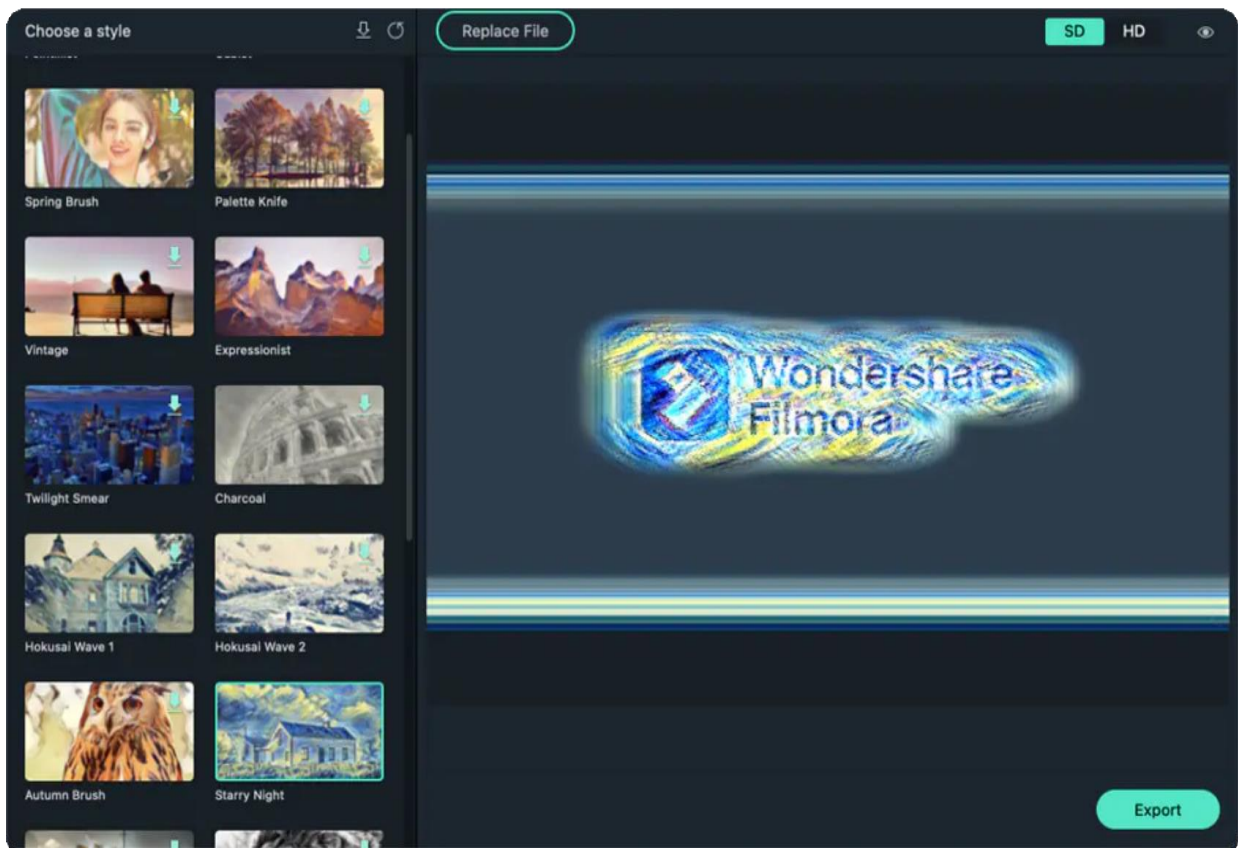 Choose a style
Replace File
SD
HD
Spring Brush
Palette Knife
Vintage
Expressionist
Twilight Smear
Charcoal
Hokusai Wave 1
Hokusai Wave 2
Autumn Brush
Starry Night
Wondershare
Filmora
Export